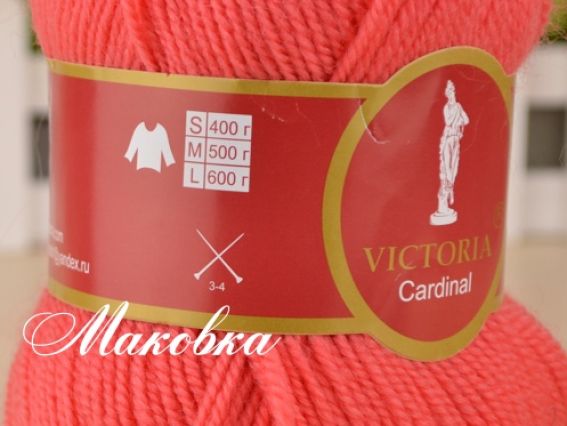 S 400 г
M 500 г
L 600 г
3-4
VICTORIA
Cardinal
Маковка